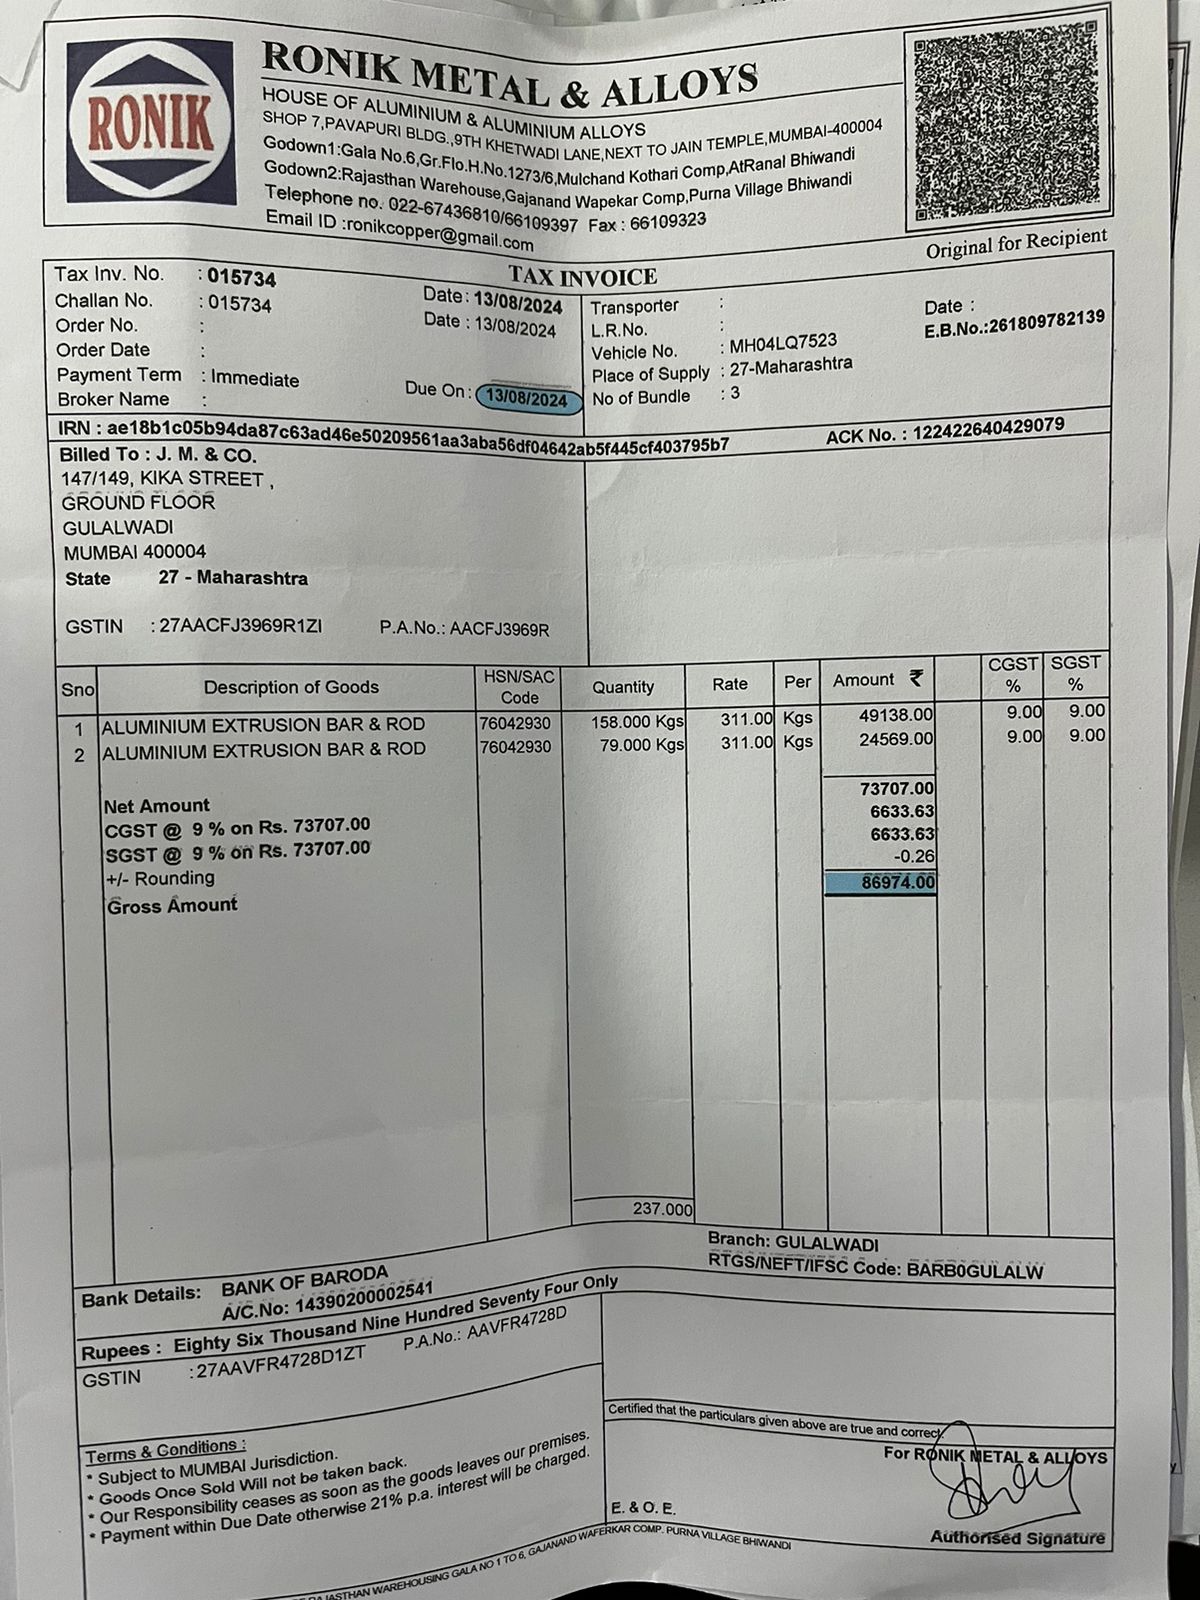 RONIK
RONIK METAL & ALLOYS
HOUSE OF ALUMINIUM & ALUMINIUM ALLOYS
SHOP 7,PAVAPURI BLDG.,9TH KHETWADI LANE,NEXT TO JAIN TEMPLE,MUMBAI-400004
Godown1:Gala No.6,Gr.Flo.H.No.1273/6,Mulchand Kothari Comp,AtRanal Bhiwandi
Godown2:Rajasthan Warehouse,Gajanand Wapekar Comp,Purna Village Bhiwandi
Telephone no. 022-67436810/66109397 Fax : 66109323
Email ID :ronikcopper@gmail.com
Original for Recipient
TAX INVOICE
Tax Inv. No. : 015734 Date : 13/08/2024
Challan No. : 015734 Date : 13/08/2024
Order No. :
Order Date :
Payment Term : Immediate Due On : 13/08/2024
Broker Name :
Transporter : Date :
L.R.No. : E.B.No.:261809782139
Vehicle No. : MH04LQ7523
Place of Supply : 27-Maharashtra
No of Bundle : 3
IRN : ae18b1c05b94da87c63ad46e50209561aa3aba56df04642ab5f445cf403795b7 ACK No. : 122422640429079
Billed To : J. M. & CO.
147/149, KIKA STREET ,
GROUND FLOOR
GULALWADI
MUMBAI 400004
State 27 - Maharashtra
GSTIN : 27AACFJ3969R1ZI P.A.No.: AACFJ3969R
Sno Description of Goods HSN/SAC Code Quantity Rate Per Amount ₹ CGST % SGST %
1 ALUMINIUM EXTRUSION BAR & ROD 76042930 158.000 Kgs 311.00 Kgs 49138.00 9.00 9.00
2 ALUMINIUM EXTRUSION BAR & ROD 76042930 79.000 Kgs 311.00 Kgs 24569.00 9.00 9.00
Net Amount 73707.00
CGST @ 9 % on Rs. 73707.00 6633.63
SGST @ 9 % on Rs. 73707.00 6633.63
+/- Rounding -0.26
Gross Amount 86974.00
237.000
Bank Details: BANK OF BARODA Branch: GULALWADI
A/C.No: 14390200002541 RTGS/NEFT/IFSC Code: BARB0GULALW
Rupees : Eighty Six Thousand Nine Hundred Seventy Four Only
GSTIN : 27AAVFR4728D1ZT P.A.No.: AAVFR4728D
Terms & Conditions :
* Subject to MUMBAI Jurisdiction.
* Goods Once Sold Will not be taken back.
* Our Responsibility ceases as soon as the goods leaves our premises.
* Payment within Due Date otherwise 21% p.a. interest will be charged.
Certified that the particulars given above are true and correct.
For RONIK METAL & ALLOYS
E. & O. E.
Authorised Signature
WAREHOUSING GALA NO 1 TO 6, GAJANAND WAFERKAR COMP. PURNA VILLAGE BHIWANDI